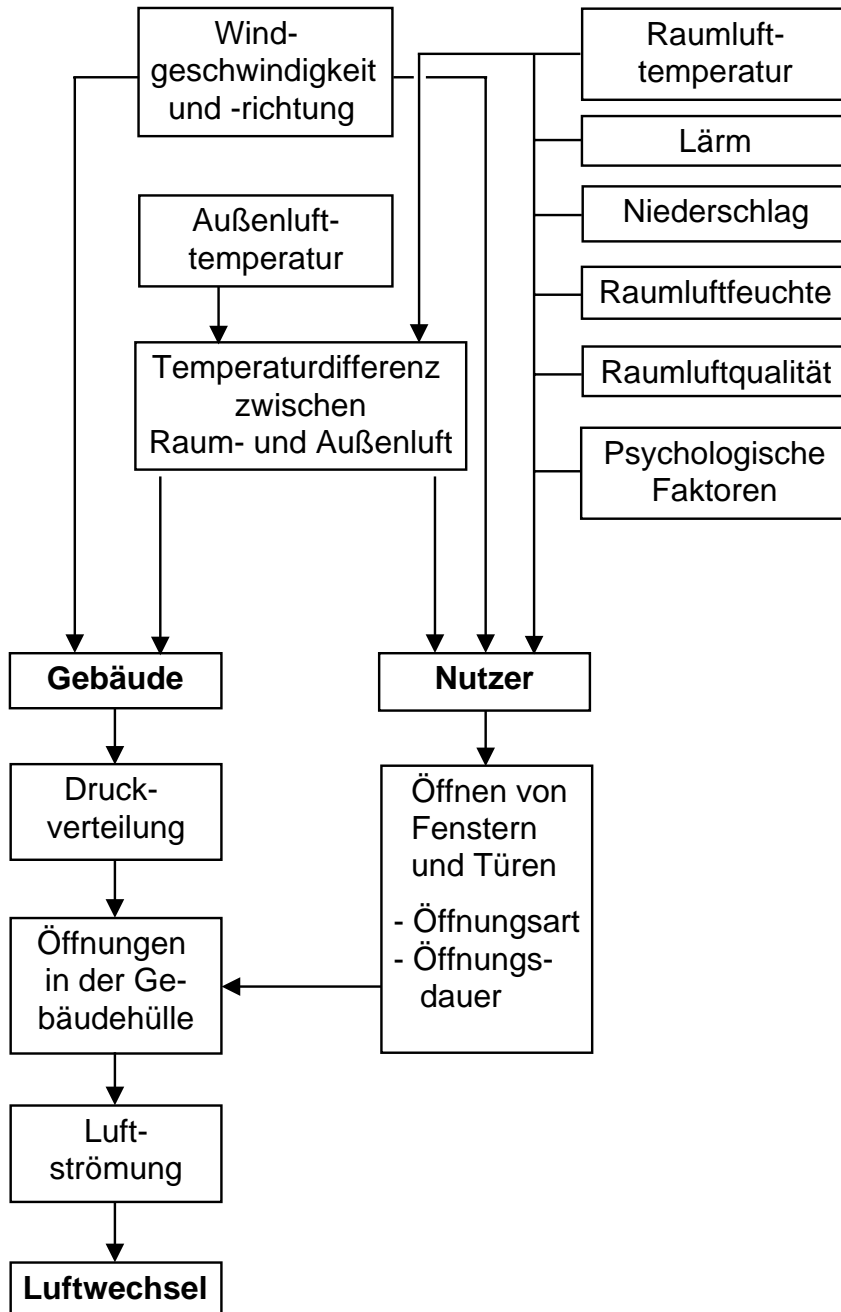 Wind-
geschwindigkeit
und -richtung
Raumluft-
temperatur
Lärm
Außenluft-
temperatur
Niederschlag
Raumluftfeuchte
Temperaturdifferenz
zwischen
Raum- und Außenluft
Raumluftqualität
Psychologische
Faktoren
Gebäude
Nutzer
Druck-
verteilung
Öffnen von
Fenstern
und Türen
- Öffnungsart
- Öffnungs-
dauer
Öffnungen
in der Ge-
bäudehülle
Luft-
strömung
Luftwechsel